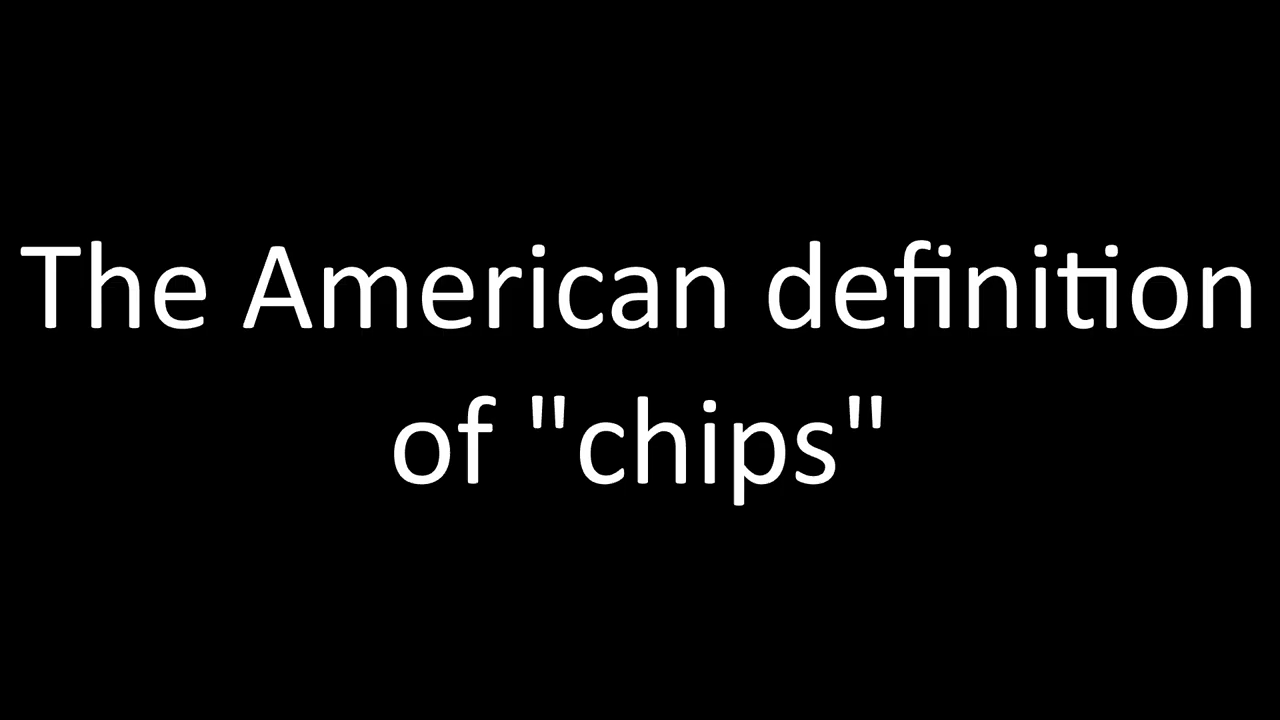 The American definition
of "chips"